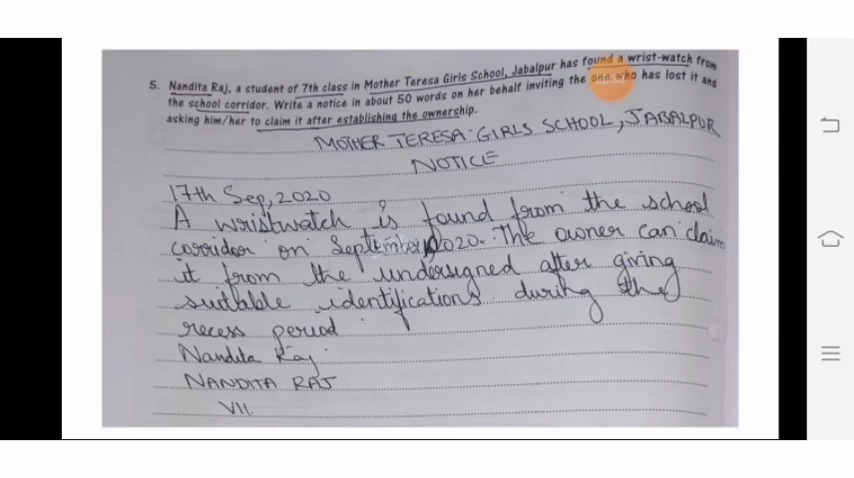 5. Nandita Raj, a student of 7th class in Mother Teresa Girls School, Jabalpur has found a wrist-watch from
the school corridor. Write a notice in about 50 words on her behalf inviting the one who has lost it and
asking him/her to claim it after establishing the ownership.
MOTHER TERESA GIRLS SCHOOL, JABALPUR
NOTICE
17th Sep, 2020
A wristwatch is found from the school
corridor on September, 2020. The owner can claim
it from the undersigned after giving
suitable identifications during the
recess period
Nandita Raj
NANDITA RAJ
VII.